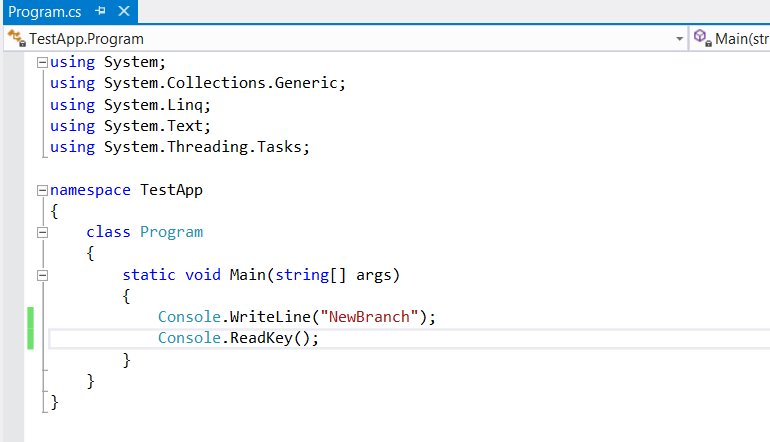 Program.cs
TestApp.Program Main(str
using System;
using System.Collections.Generic;
using System.Linq;
using System.Text;
using System.Threading.Tasks;
namespace TestApp
{
    class Program
    {
        static void Main(string[] args)
        {
            Console.WriteLine("NewBranch");
            Console.ReadKey();
        }
    }
}